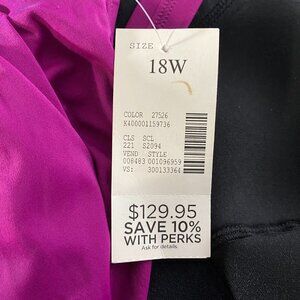 SIZE
18W
COLOR 27526
K400001159736
CLS SCL
221 S2094
VEND STYLE
008483 001096959
VS: 300133364
$129.95
SAVE 10%
WITH PERKS
Ask for details.